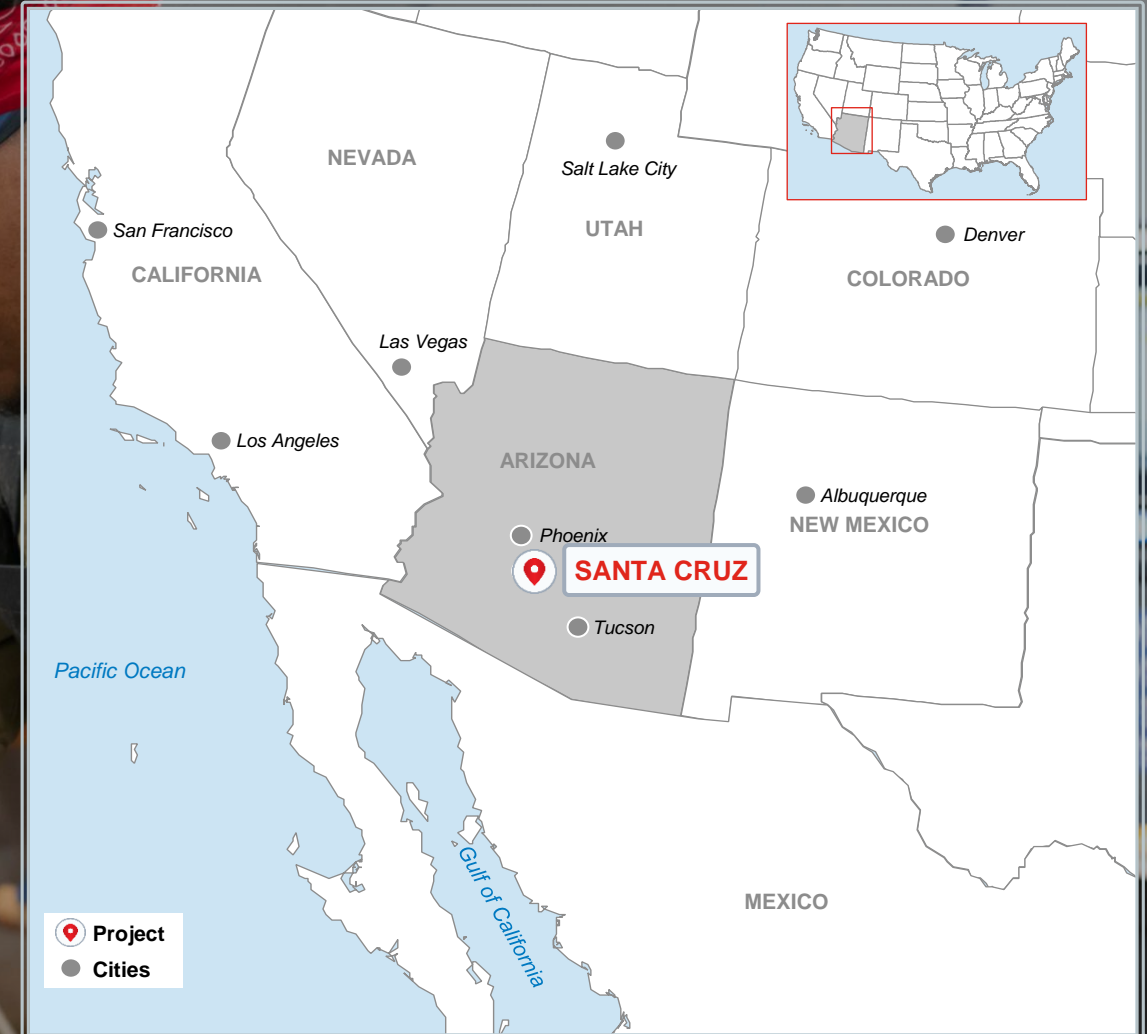 NEVADA
Salt Lake City
UTAH
San Francisco
CALIFORNIA
Denver
COLORADO
Las Vegas
Los Angeles
ARIZONA
Albuquerque
NEW MEXICO
Phoenix
SANTA CRUZ
Tucson
Pacific Ocean
Gulf of California
MEXICO
Project
Cities